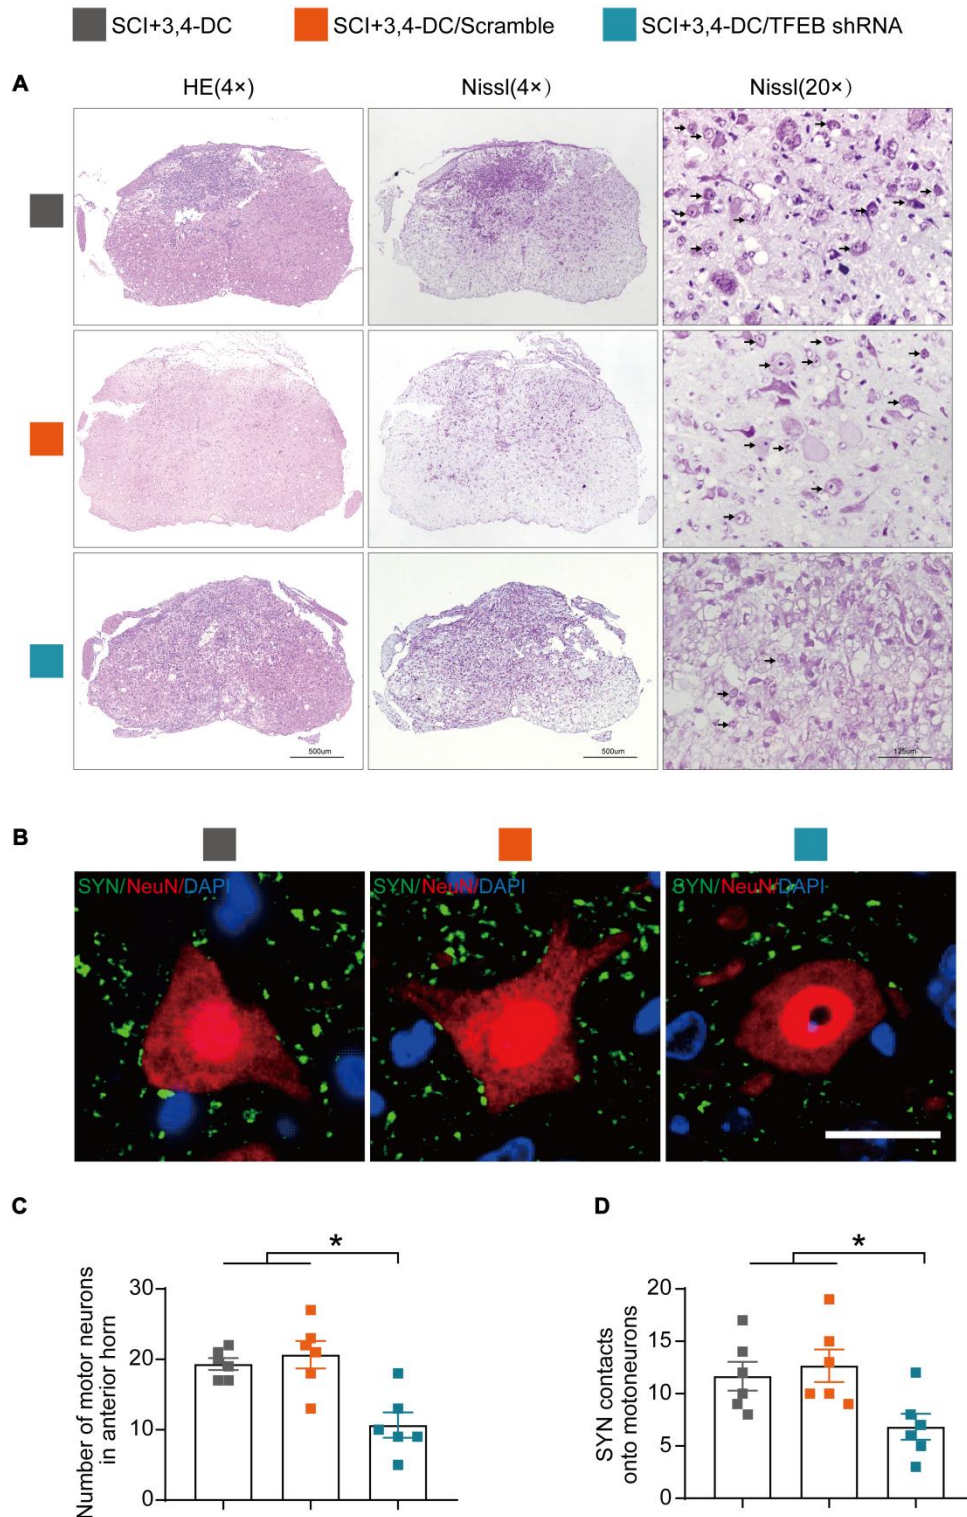 SCI+3,4-DC SCI+3,4-DC/Scramble SCI+3,4-DC/TFEB shRNA
A
HE(4×) Nissl(4×) Nissl(20×)
500um 500um 125um
B
SYN/NeuN/DAPI SYN/NeuN/DAPI SYN/NeuN/DAPI
C
Number of motor neurons
in anterior horn
30
20
10
0
*
D
SYN contacts
onto motoneurons
20
15
10
5
0
*